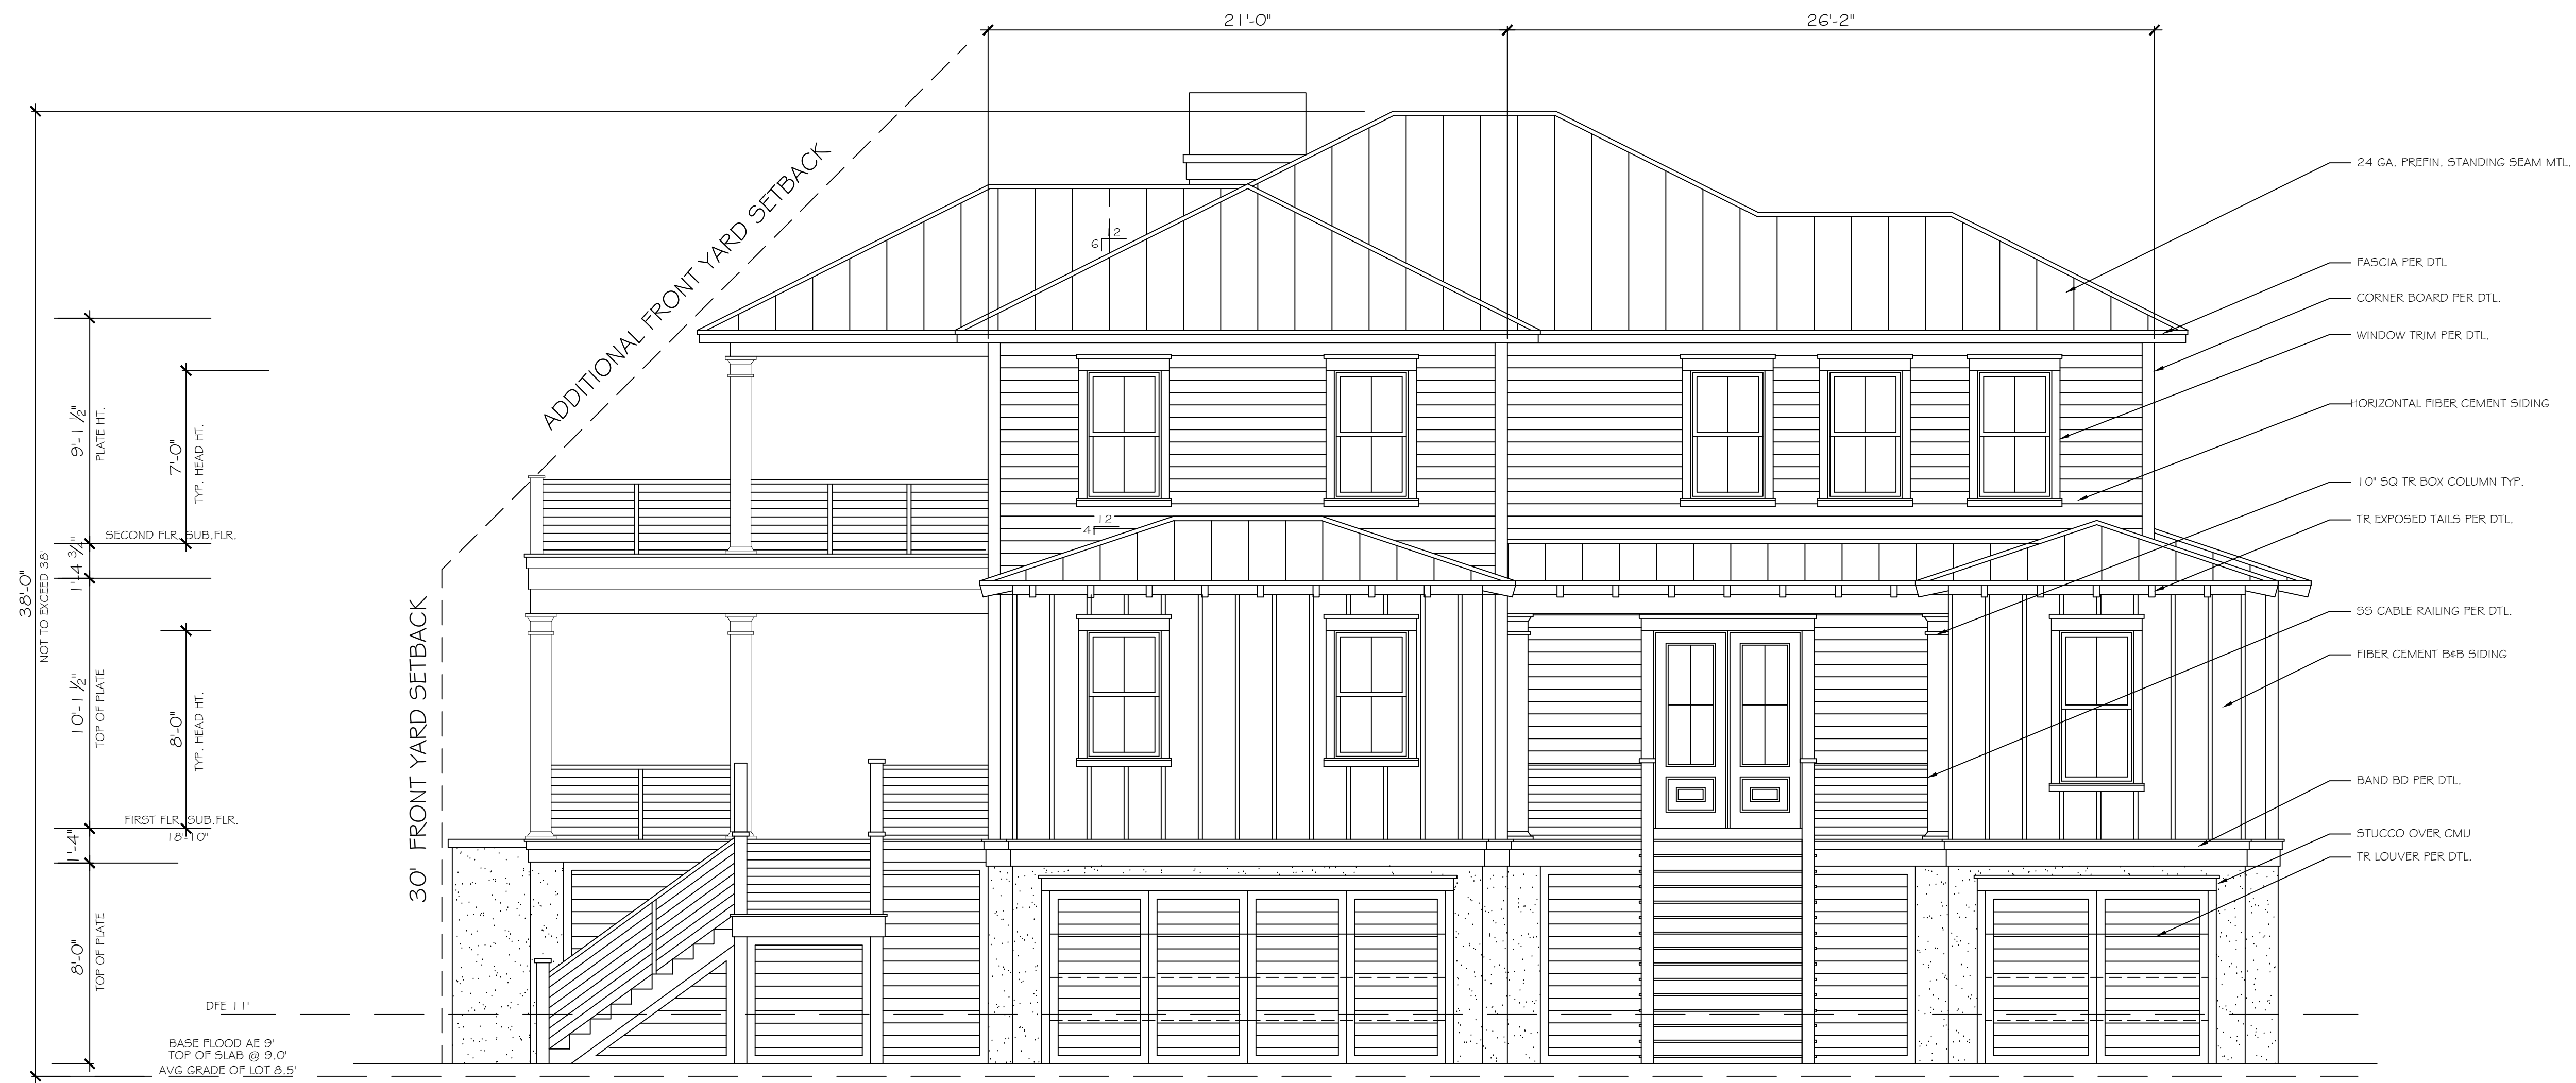 21'-0"
26'-2"
ADDITIONAL FRONT YARD SETBACK
24 GA. PREFIN. STANDING SEAM MTL.
12
6
FASCIA PER DTL
CORNER BOARD PER DTL.
WINDOW TRIM PER DTL.
9'-1 1/2"
PLATE HT.
7'-0"
TYP. HEAD HT.
HORIZONTAL FIBER CEMENT SIDING
10" SQ TR BOX COLUMN TYP.
TR EXPOSED TAILS PER DTL.
12
4
SECOND FLR. SUB.FLR.
1'-4 3/4"
38'-0"
NOT TO EXCEED 38'
SS CABLE RAILING PER DTL.
FIBER CEMENT B&B SIDING
10'-1 1/2"
TOP OF PLATE
8'-0"
TYP. HEAD HT.
30' FRONT YARD SETBACK
BAND BD PER DTL.
FIRST FLR. SUB.FLR.
18'-10"
1'-4"
STUCCO OVER CMU
TR LOUVER PER DTL.
8'-0"
TOP OF PLATE
DFE 11'
BASE FLOOD AE 9'
TOP OF SLAB @ 9.0'
AVG GRADE OF LOT 8.5'